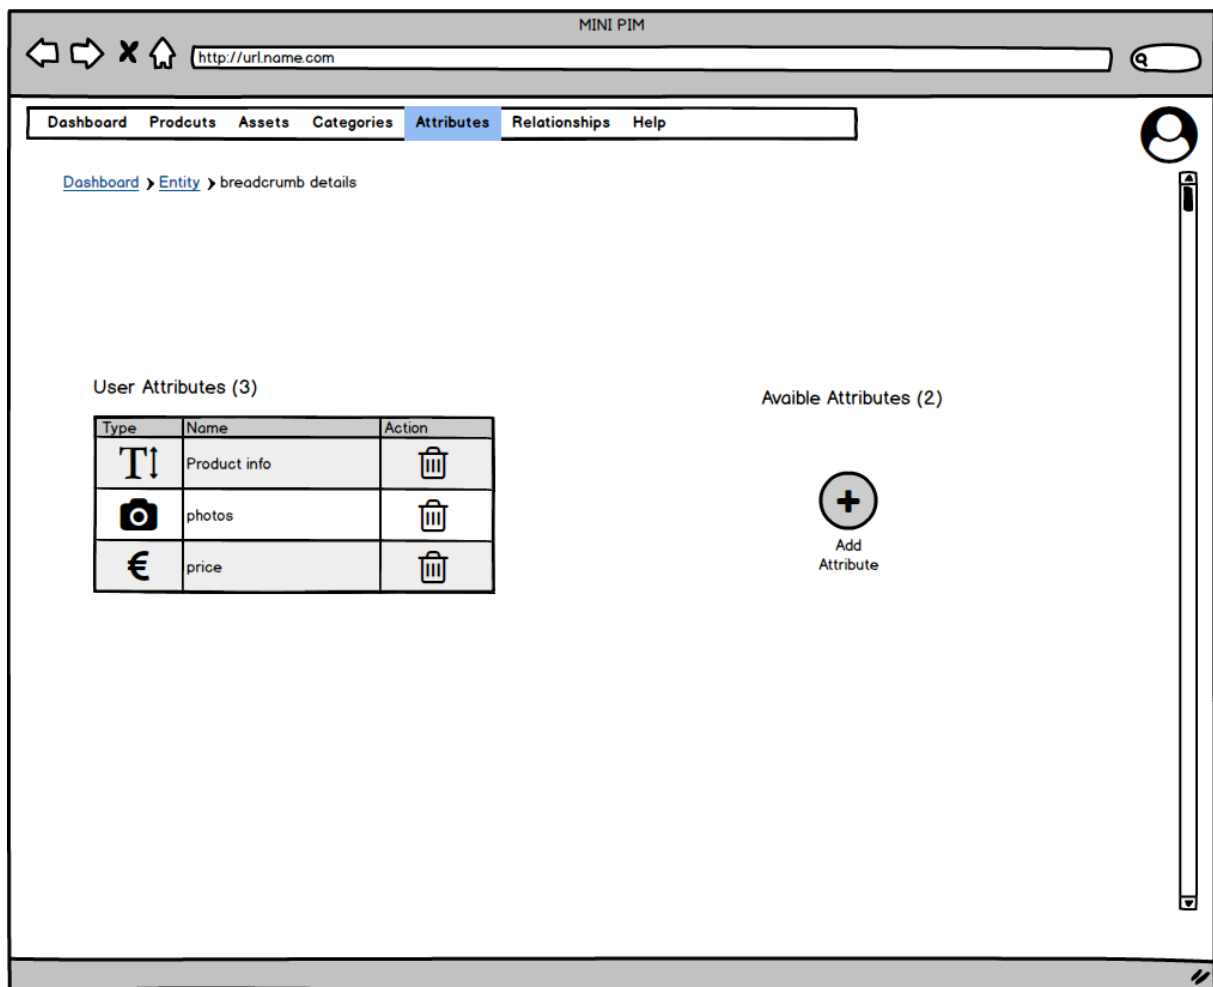 MINI PIM
http://url.name.com
Dashboard Prodcuts Assets Categories Attributes Relationships Help
Dashboard Entity breadcrumb details
User Attributes (3)
Avaible Attributes (2)
Type Name Action
T Product info
photos
€ price
Add
Attribute